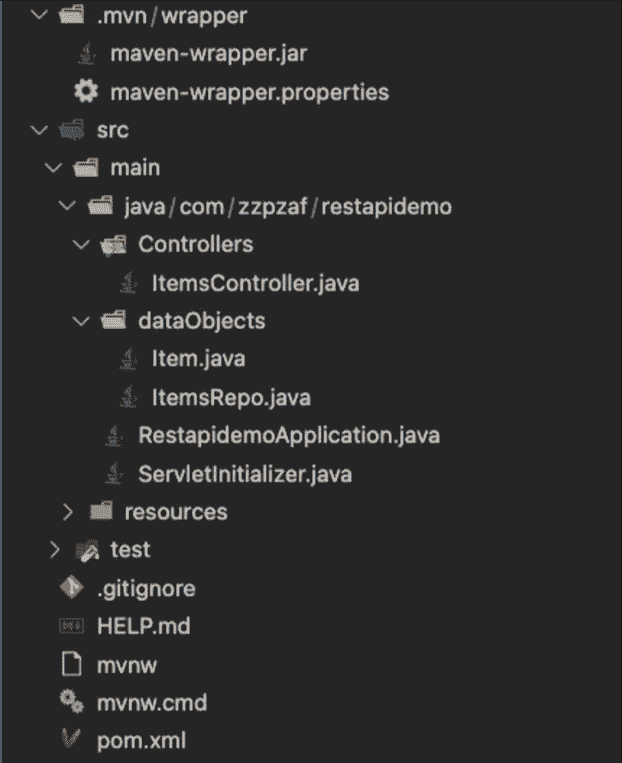 .mvn/wrapper
maven-wrapper.jar
maven-wrapper.properties
src
main
java/com/zzpzaf/restapidemo
Controllers
ItemsController.java
dataObjects
Item.java
ItemsRepo.java
RestapidemoApplication.java
ServletInitializer.java
resources
test
.gitignore
HELP.md
mvnw
mvnw.cmd
pom.xml